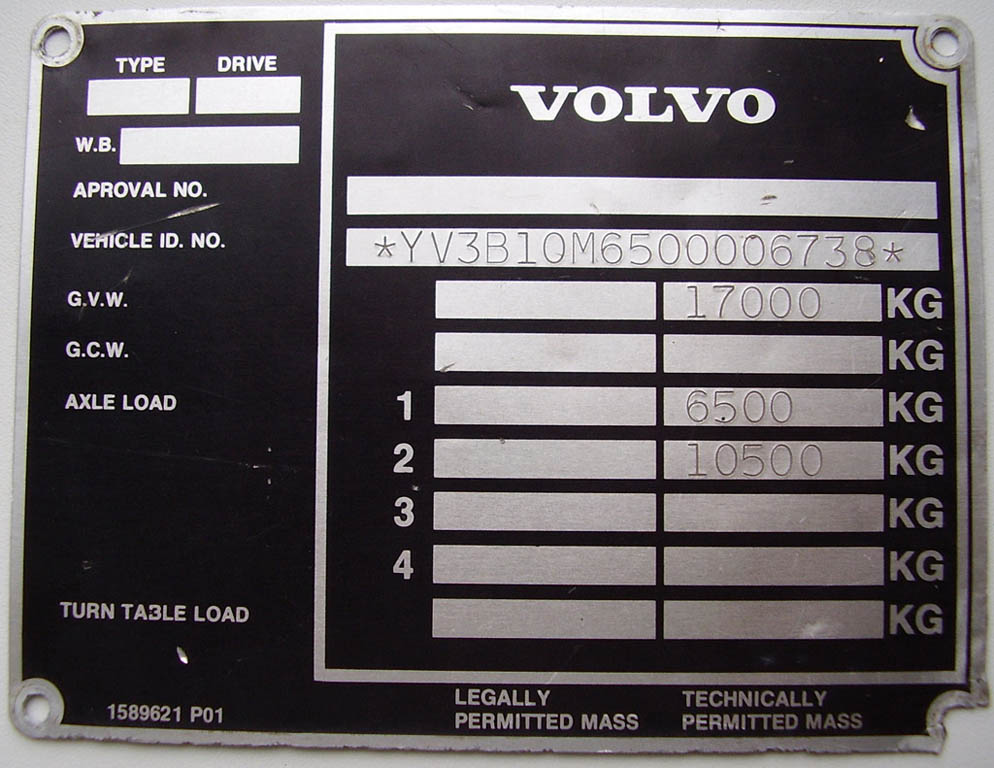 TYPE DRIVE
W.B.
APROVAL NO.
VEHICLE ID. NO.
G.V.W.
G.C.W.
AXLE LOAD
TURN TABLE LOAD
1589621 P01
VOLVO
*YV3B10M6500006738*
17000 KG
KG
1 6500 KG
2 10500 KG
3 KG
4 KG
KG
LEGALLY
PERMITTED MASS
TECHNICALLY
PERMITTED MASS